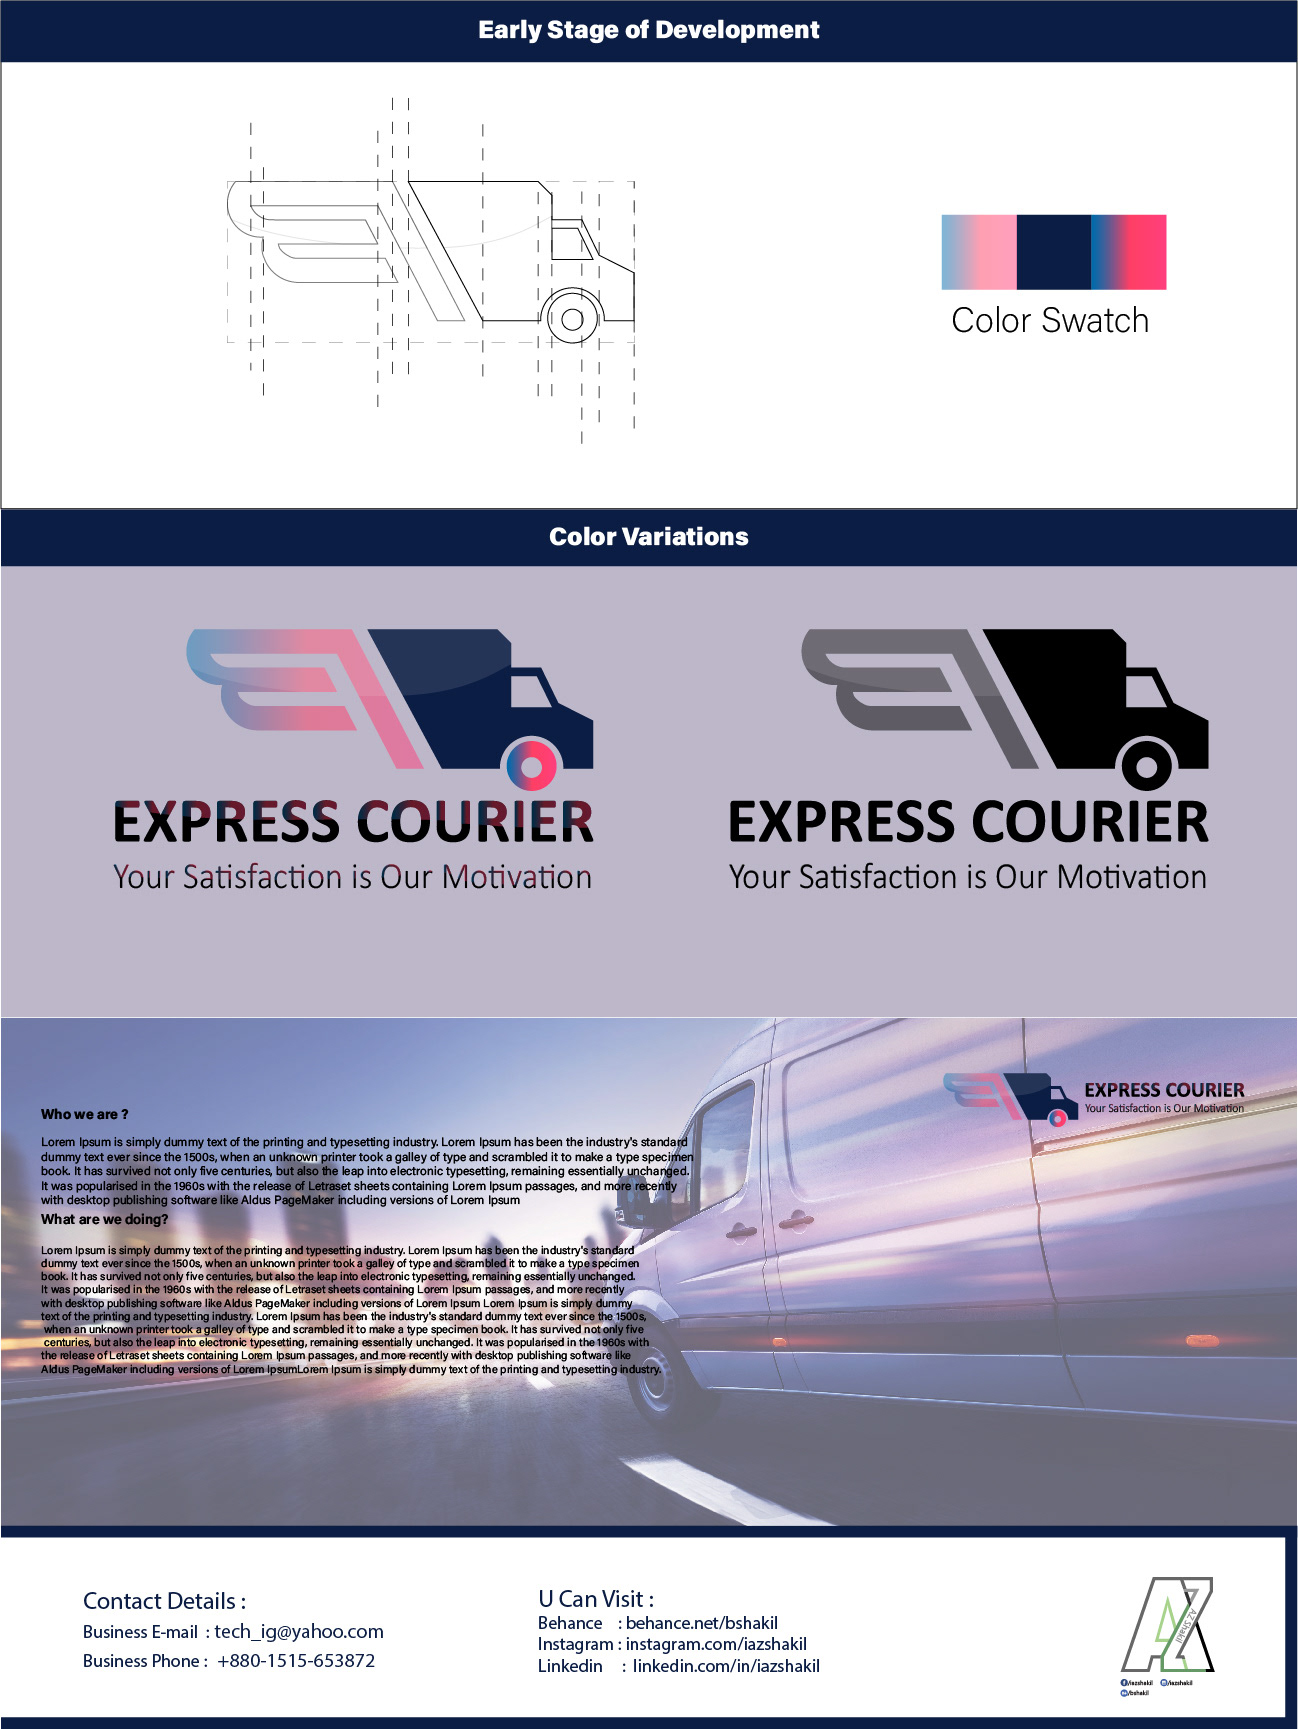 Early Stage of Development
Color Swatch
Color Variations
EXPRESS COURIER
Your Satisfaction is Our Motivation
EXPRESS COURIER
Your Satisfaction is Our Motivation
EXPRESS COURIER
Your Satisfaction is Our Motivation
Who we are ?
Lorem Ipsum is simply dummy text of the printing and typesetting industry. Lorem Ipsum has been the industry's standard
dummy text ever since the 1500s, when an unknown printer took a galley of type and scrambled it to make a type specimen
book. It has survived not only five centuries, but also the leap into electronic typesetting, remaining essentially unchanged.
It was popularised in the 1960s with the release of Letraset sheets containing Lorem Ipsum passages, and more recently
with desktop publishing software like Aldus PageMaker including versions of Lorem Ipsum
What are we doing?
Lorem Ipsum is simply dummy text of the printing and typesetting industry. Lorem Ipsum has been the industry's standard
dummy text ever since the 1500s, when an unknown printer took a galley of type and scrambled it to make a type specimen
book. It has survived not only five centuries, but also the leap into electronic typesetting, remaining essentially unchanged.
It was popularised in the 1960s with the release of Letraset sheets containing Lorem Ipsum passages, and more recently
with desktop publishing software like Aldus PageMaker including versions of Lorem Ipsum Lorem Ipsum is simply dummy
text of the printing and typesetting industry. Lorem Ipsum has been the industry's standard dummy text ever since the 1500s,
when an unknown printer took a galley of type and scrambled it to make a type specimen book. It has survived not only five
centuries, but also the leap into electronic typesetting, remaining essentially unchanged. It was popularised in the 1960s with
the release of Letraset sheets containing Lorem Ipsum passages, and more recently with desktop publishing software like
Aldus PageMaker including versions of Lorem IpsumLorem Ipsum is simply dummy text of the printing and typesetting industry.
Contact Details :
Business E-mail : tech_ig@yahoo.com
Business Phone : +880-1515-653872
U Can Visit :
Behance : behance.net/bshakil
Instagram : instagram.com/iazshakil
Linkedin : linkedin.com/in/iazshakil
AZ Shakil
/iazshakil /iazshakil
/bshakil